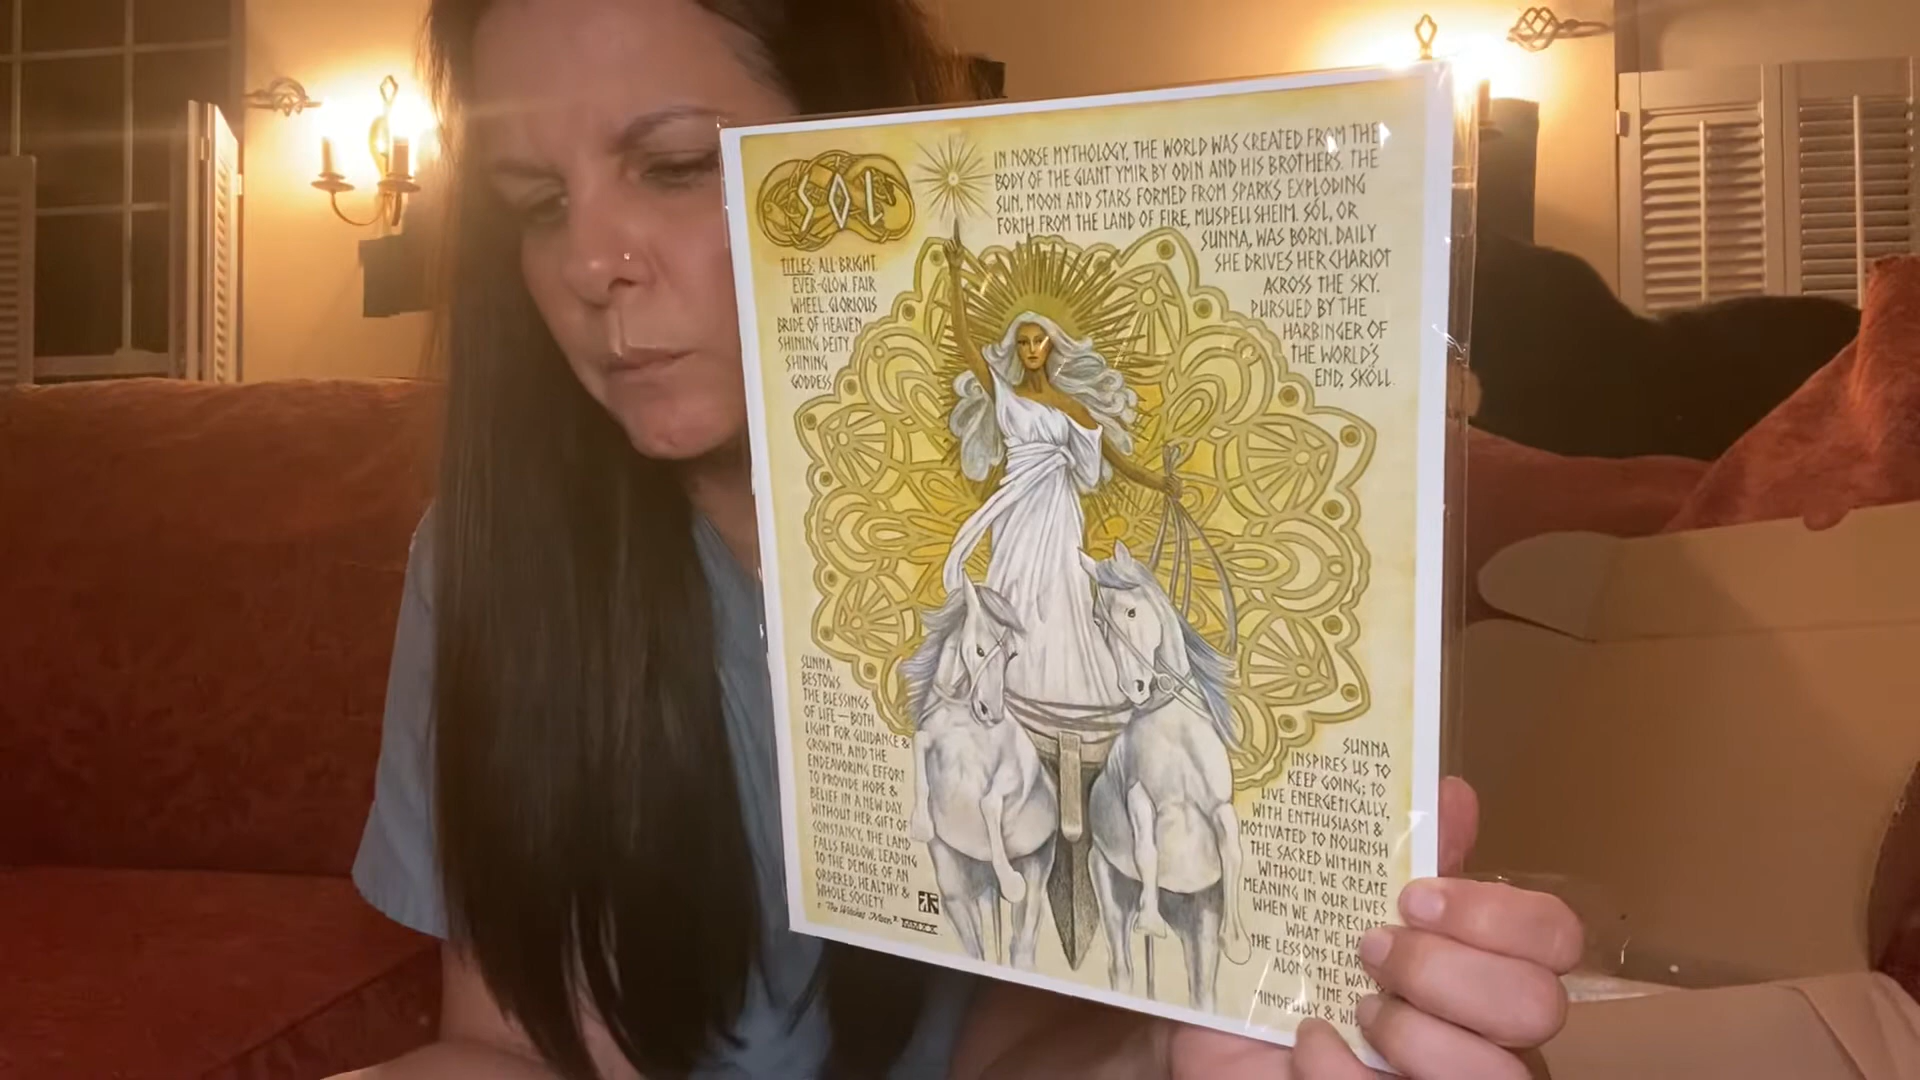 SOL
IN NORSE MYTHOLOGY, THE WORLD WAS CREATED FROM THE
BODY OF THE GIANT YMIR BY ODIN AND HIS BROTHERS. THE
SUN, MOON AND STARS FORMED FROM SPARKS EXPLODING
FORTH FROM THE LAND OF FIRE, MUSPELLSHEIM. SÓL, OR
SUNNA, WAS BORN. DAILY
SHE DRIVES HER CHARIOT
ACROSS THE SKY.
PURSUED BY THE
HARBINGER OF
THE WORLD'S
END, SKÖLL.
TITLES: ALL-BRIGHT
EVER-GLOW, FAIR
WHEEL, GLORIOUS
BRIDE OF HEAVEN
SHINING DEITY,
SHINING
GODDESS
SUNNA
BESTOWS
THE BLESSINGS
OF LIFE—BOTH
LIGHT FOR GUIDANCE &
GROWTH, AND THE
ENDEAVORING EFFORT
TO PROVIDE HOPE &
BELIEF IN A NEW DAY.
WITHOUT HER GIFT OF
CONSTANCY, THE LAND
FALLS FALLOW, LEADING
TO THE DEMISE OF AN
ORDERED, HEALTHY &
WHOLE SOCIETY.
The Witches Moon MMXX
SUNNA
INSPIRES US TO
KEEP GOING; TO
LIVE ENERGETICALLY,
WITH ENTHUSIASM &
MOTIVATED TO NOURISH
THE SACRED WITHIN &
WITHOUT. WE CREATE
MEANING IN OUR LIVES
WHEN WE APPRECIATE
WHAT WE HA
THE LESSONS LEAR
ALONG THE WAY
TIME SP
MINDFULLY & WIS